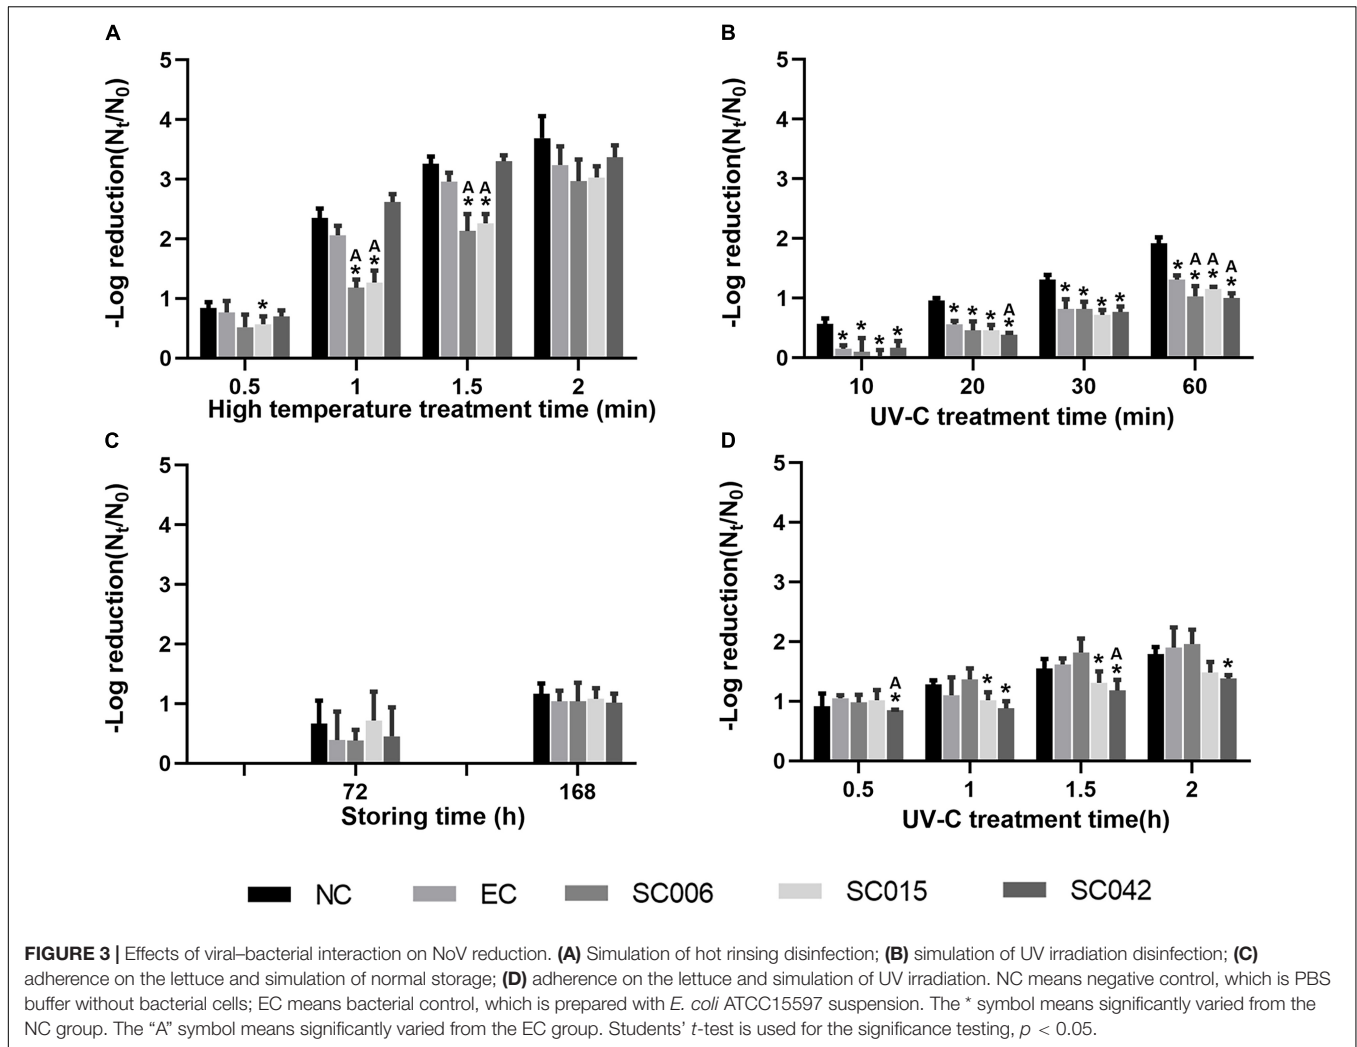 A
-Log reduction(Nt/N0)
5
4
3
2
1
0
A
*
A
*
A
*
A
*
*
0.5 1 1.5 2
High temperature treatment time (min)
B
-Log reduction(Nt/N0)
5
4
3
2
1
0
* * * *
* * * A
*
* * * *
* A
* A
* A
*
10 20 30 60
UV-C treatment time (min)
C
-Log reduction(Nt/N0)
5
4
3
2
1
0
72 168
Storing time (h)
D
-Log reduction(Nt/N0)
5
4
3
2
1
0
A
*
* *
* A
*
*
0.5 1 1.5 2
UV-C treatment time(h)
NC EC SC006 SC015 SC042
FIGURE 3 | Effects of viral–bacterial interaction on NoV reduction. (A) Simulation of hot rinsing disinfection; (B) simulation of UV irradiation disinfection; (C)
adherence on the lettuce and simulation of normal storage; (D) adherence on the lettuce and simulation of UV irradiation. NC means negative control, which is PBS
buffer without bacterial cells; EC means bacterial control, which is prepared with E. coli ATCC15597 suspension. The * symbol means significantly varied from the
NC group. The “A” symbol means significantly varied from the EC group. Students’ t-test is used for the significance testing, p < 0.05.